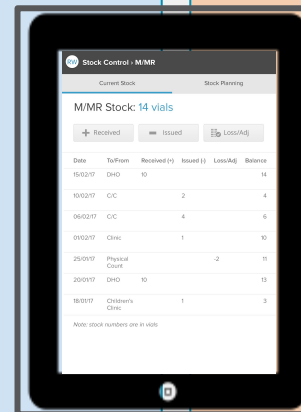 RW Stock Control › M/MR
Current Stock Stock Planning
M/MR Stock: 14 vials
+ Received − Issued Loss/Adj
Date To/From Received (+) Issued (-) Loss/Adj Balance
15/02/17 DHO 10 14
10/02/17 C/C 2 4
06/02/17 C/C 4 6
01/02/17 Clinic 1 10
25/01/17 Physical Count -2 11
20/01/17 DHO 10 13
18/01/17 Children's Clinic 1 3
Note: stock numbers are in vials